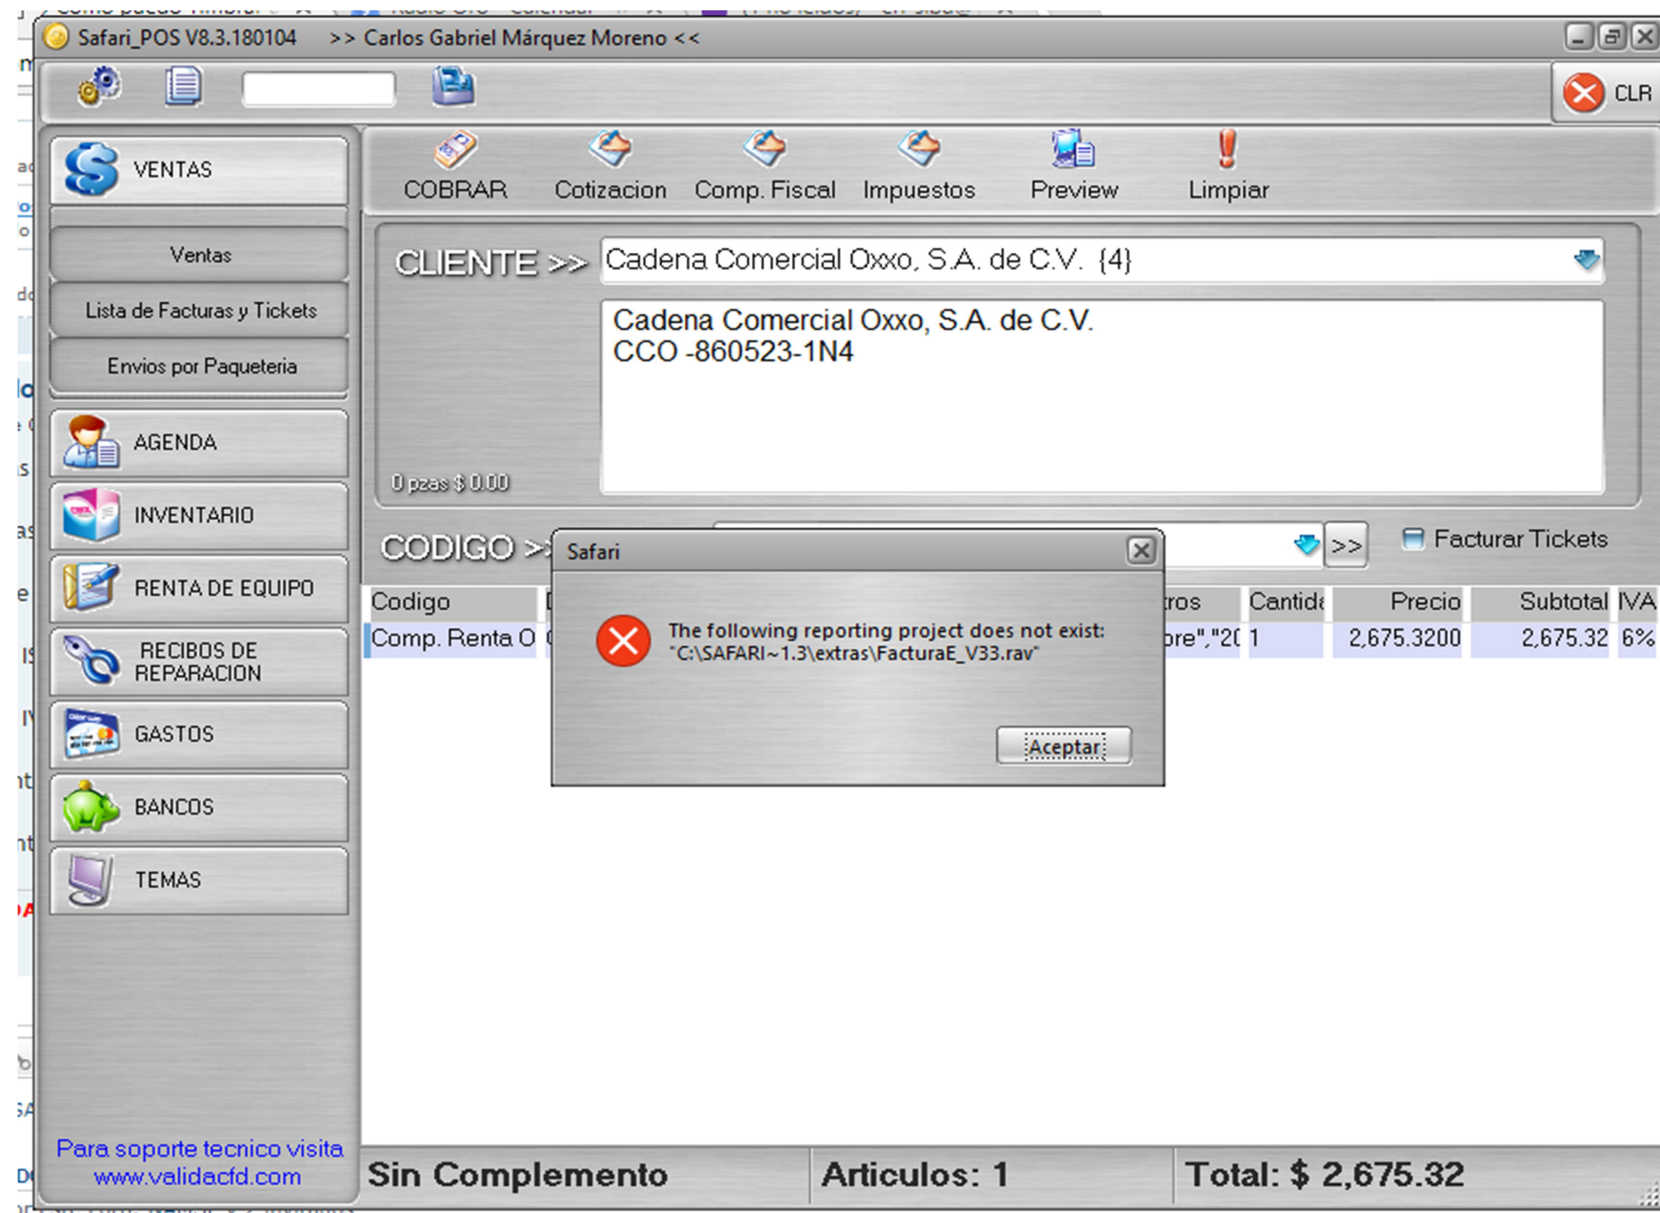 Safari_POS V8.3.180104 >> Carlos Gabriel Márquez Moreno <<
CLR
VENTAS
COBRAR Cotizacion Comp. Fiscal Impuestos Preview Limpiar
Ventas
Lista de Facturas y Tickets
Envios por Paqueteria
AGENDA
INVENTARIO
RENTA DE EQUIPO
RECIBOS DE
REPARACION
GASTOS
BANCOS
TEMAS
Para soporte tecnico visita
www.validacfd.com
CLIENTE >> Cadena Comercial Oxxo, S.A. de C.V. {4}
Cadena Comercial Oxxo, S.A. de C.V.
CCO -860523-1N4
0 pzas $ 0.00
CODIGO >> >> Facturar Tickets
Codigo Precio Subtotal IVA
Comp. Renta O 1 2,675.3200 2,675.32 6%
Safari
The following reporting project does not exist:
"C:\SAFARI~1.3\extras\FacturaE_V33.rav"
Aceptar
Sin Complemento Articulos: 1 Total: $ 2,675.32